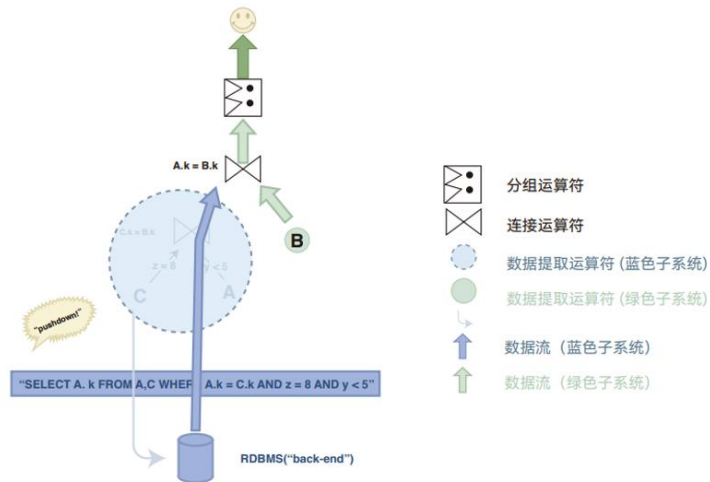 A.k = B.k
B
C.k = B.k
z = 8
y < 5
C
A
"pushdown!"
“SELECT A. k FROM A,C WHERE A.k = C.k AND z = 8 AND y < 5”
RDBMS(“back-end”)
分组运算符
连接运算符
数据提取运算符 (蓝色子系统)
数据提取运算符 (绿色子系统)
数据流（蓝色子系统）
数据流（绿色子系统）